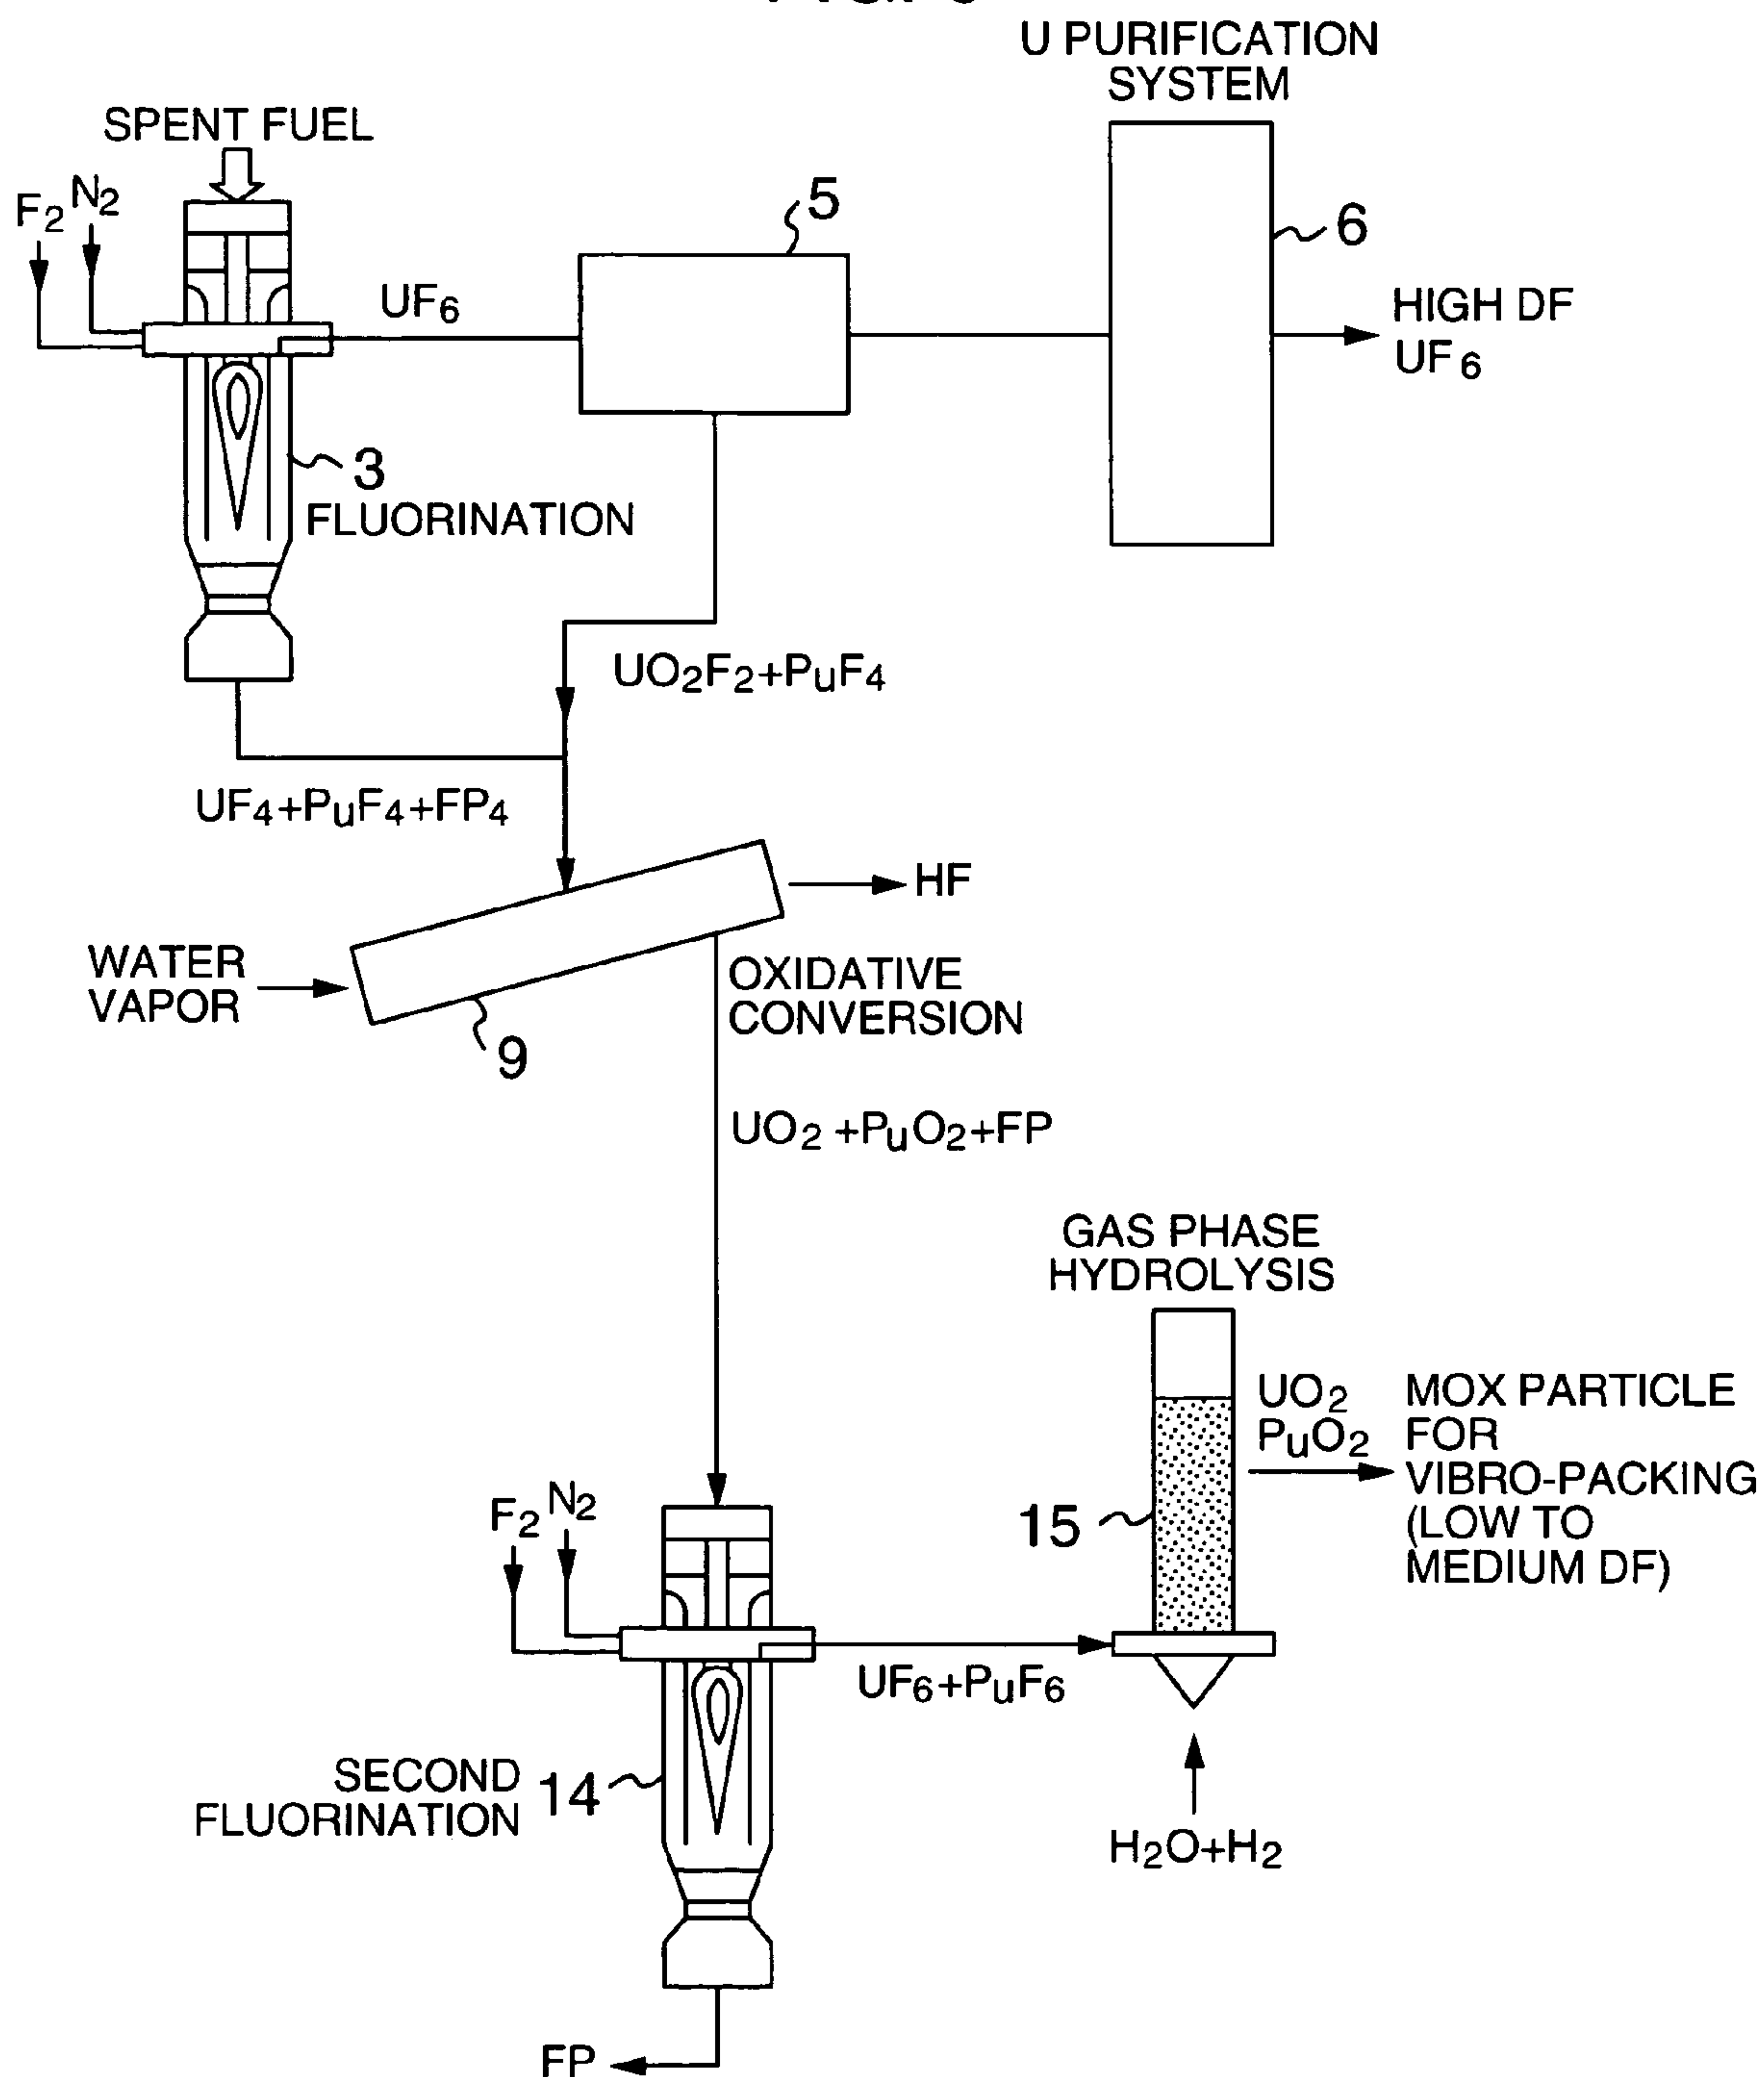 U PURIFICATION
SYSTEM
SPENT FUEL
F2 N2
5
6
UF6
HIGH DF
UF6
3
FLUORINATION
UO2F2+PuF4
UF4+PuF4+FP4
HF
WATER
VAPOR
OXIDATIVE
CONVERSION
9
UO2+PuO2+FP
GAS PHASE
HYDROLYSIS
UO2
PuO2
MOX PARTICLE
FOR
VIBRO-PACKING
(LOW TO
MEDIUM DF)
F2 N2
15
UF6+PuF6
SECOND
FLUORINATION
14
H2O+H2
FP